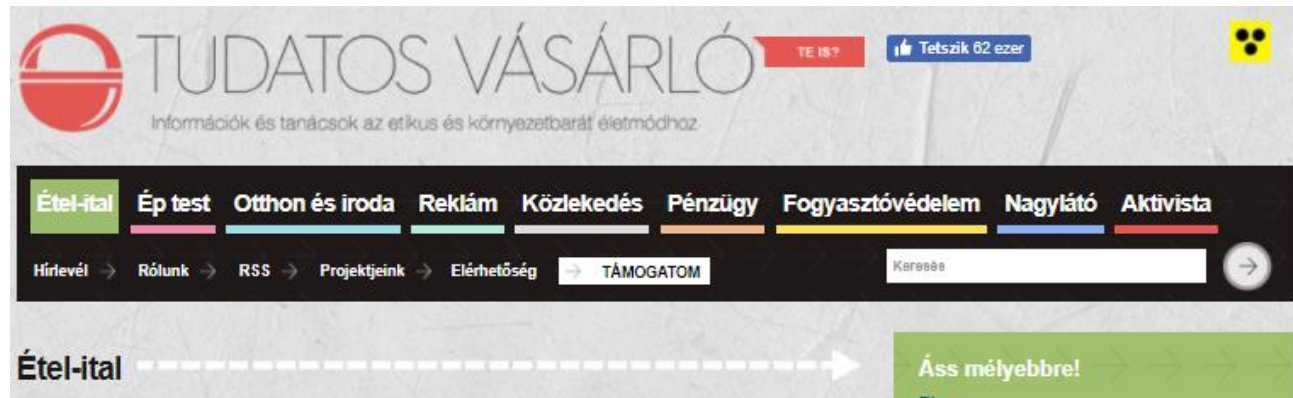 TUDATOS VÁSÁRLÓ
TE IS?
Tetszik 62 ezer
Információk és tanácsok az etikus és környezetbarát életmódhoz
Étel-ital Ép test Otthon és iroda Reklám Közlekedés Pénzügy Fogyasztóvédelem Nagylátó Aktivista
Hírlevél Rólunk RSS Projektjeink Elérhetőség TÁMOGATOM
Keresés
Étel-ital
Áss mélyebbre!